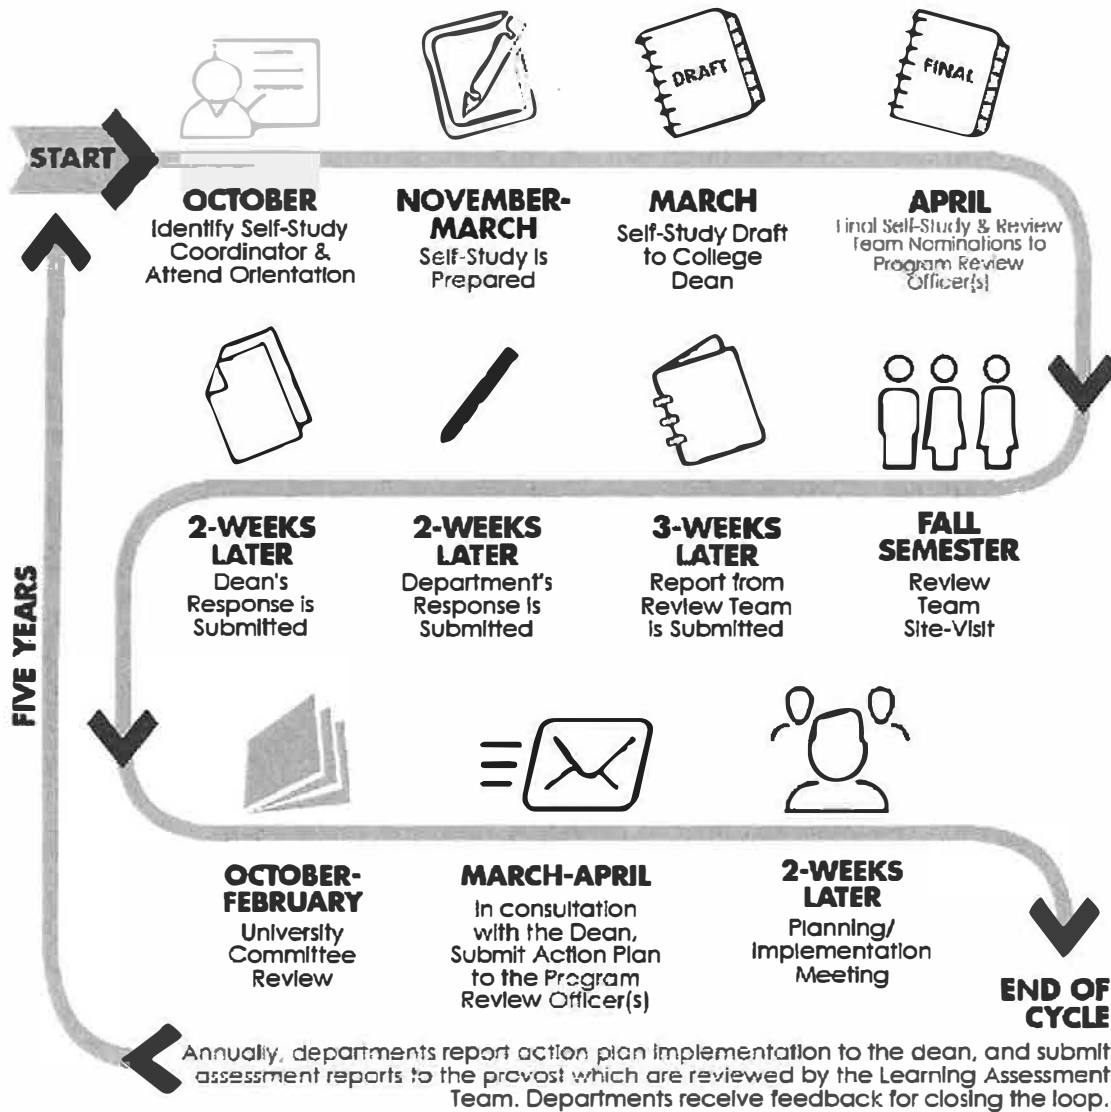 DRAFT
FINAL
START
OCTOBER
Identify Self-Study
Coordinator &
Attend Orientation
NOVEMBER-
MARCH
Self-Study is
Prepared
MARCH
Self-Study Draft
to College
Dean
APRIL
Final Self-Study & Review
Team Nominations to
Program Review
Officer(s)
FALL
SEMESTER
Review
Team
Site-Visit
3-WEEKS
LATER
Report from
Review Team
is Submitted
2-WEEKS
LATER
Department's
Response is
Submitted
2-WEEKS
LATER
Dean's
Response is
Submitted
OCTOBER-
FEBRUARY
University
Committee
Review
MARCH-APRIL
In consultation
with the Dean,
Submit Action Plan
to the Program
Review Officer(s)
2-WEEKS
LATER
Planning/
Implementation
Meeting
END OF
CYCLE
Annually, departments report action plan implementation to the dean, and submit
assessment reports to the provost which are reviewed by the Learning Assessment
Team. Departments receive feedback for closing the loop.
FIVE YEARS